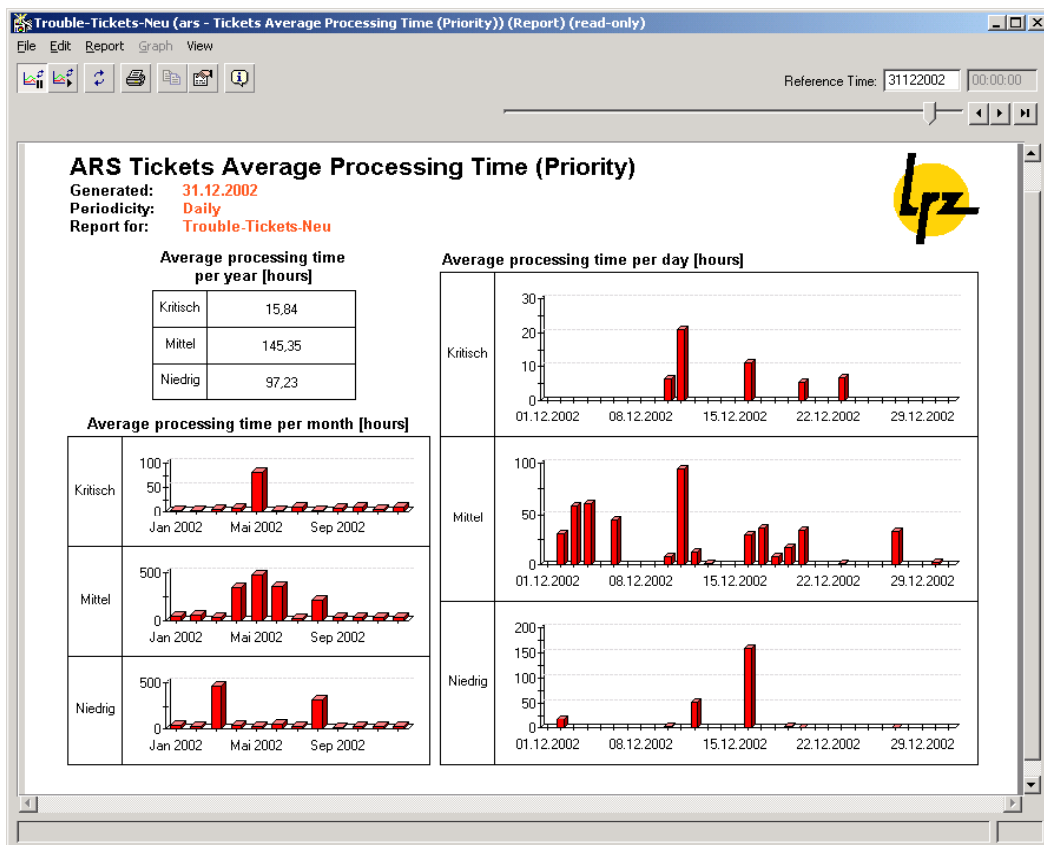 Trouble-Tickets-Neu (ars - Tickets Average Processing Time (Priority)) (Report) (read-only)
File Edit Report Graph View
Reference Time: 31122002 00:00:00
ARS Tickets Average Processing Time (Priority)
Generated: 31.12.2002
Periodicity: Daily
Report for: Trouble-Tickets-Neu
lrz
Average processing time
per year [hours]
Kritisch 15,84
Mittel 145,35
Niedrig 97,23
Average processing time per month [hours]
Kritisch
100
50
0
Jan 2002 Mai 2002 Sep 2002
Mittel
500
0
Jan 2002 Mai 2002 Sep 2002
Niedrig
500
0
Jan 2002 Mai 2002 Sep 2002
Average processing time per day [hours]
Kritisch
30
20
10
0
01.12.2002 08.12.2002 15.12.2002 22.12.2002 29.12.2002
Mittel
100
50
0
01.12.2002 08.12.2002 15.12.2002 22.12.2002 29.12.2002
Niedrig
200
150
100
50
0
01.12.2002 08.12.2002 15.12.2002 22.12.2002 29.12.2002